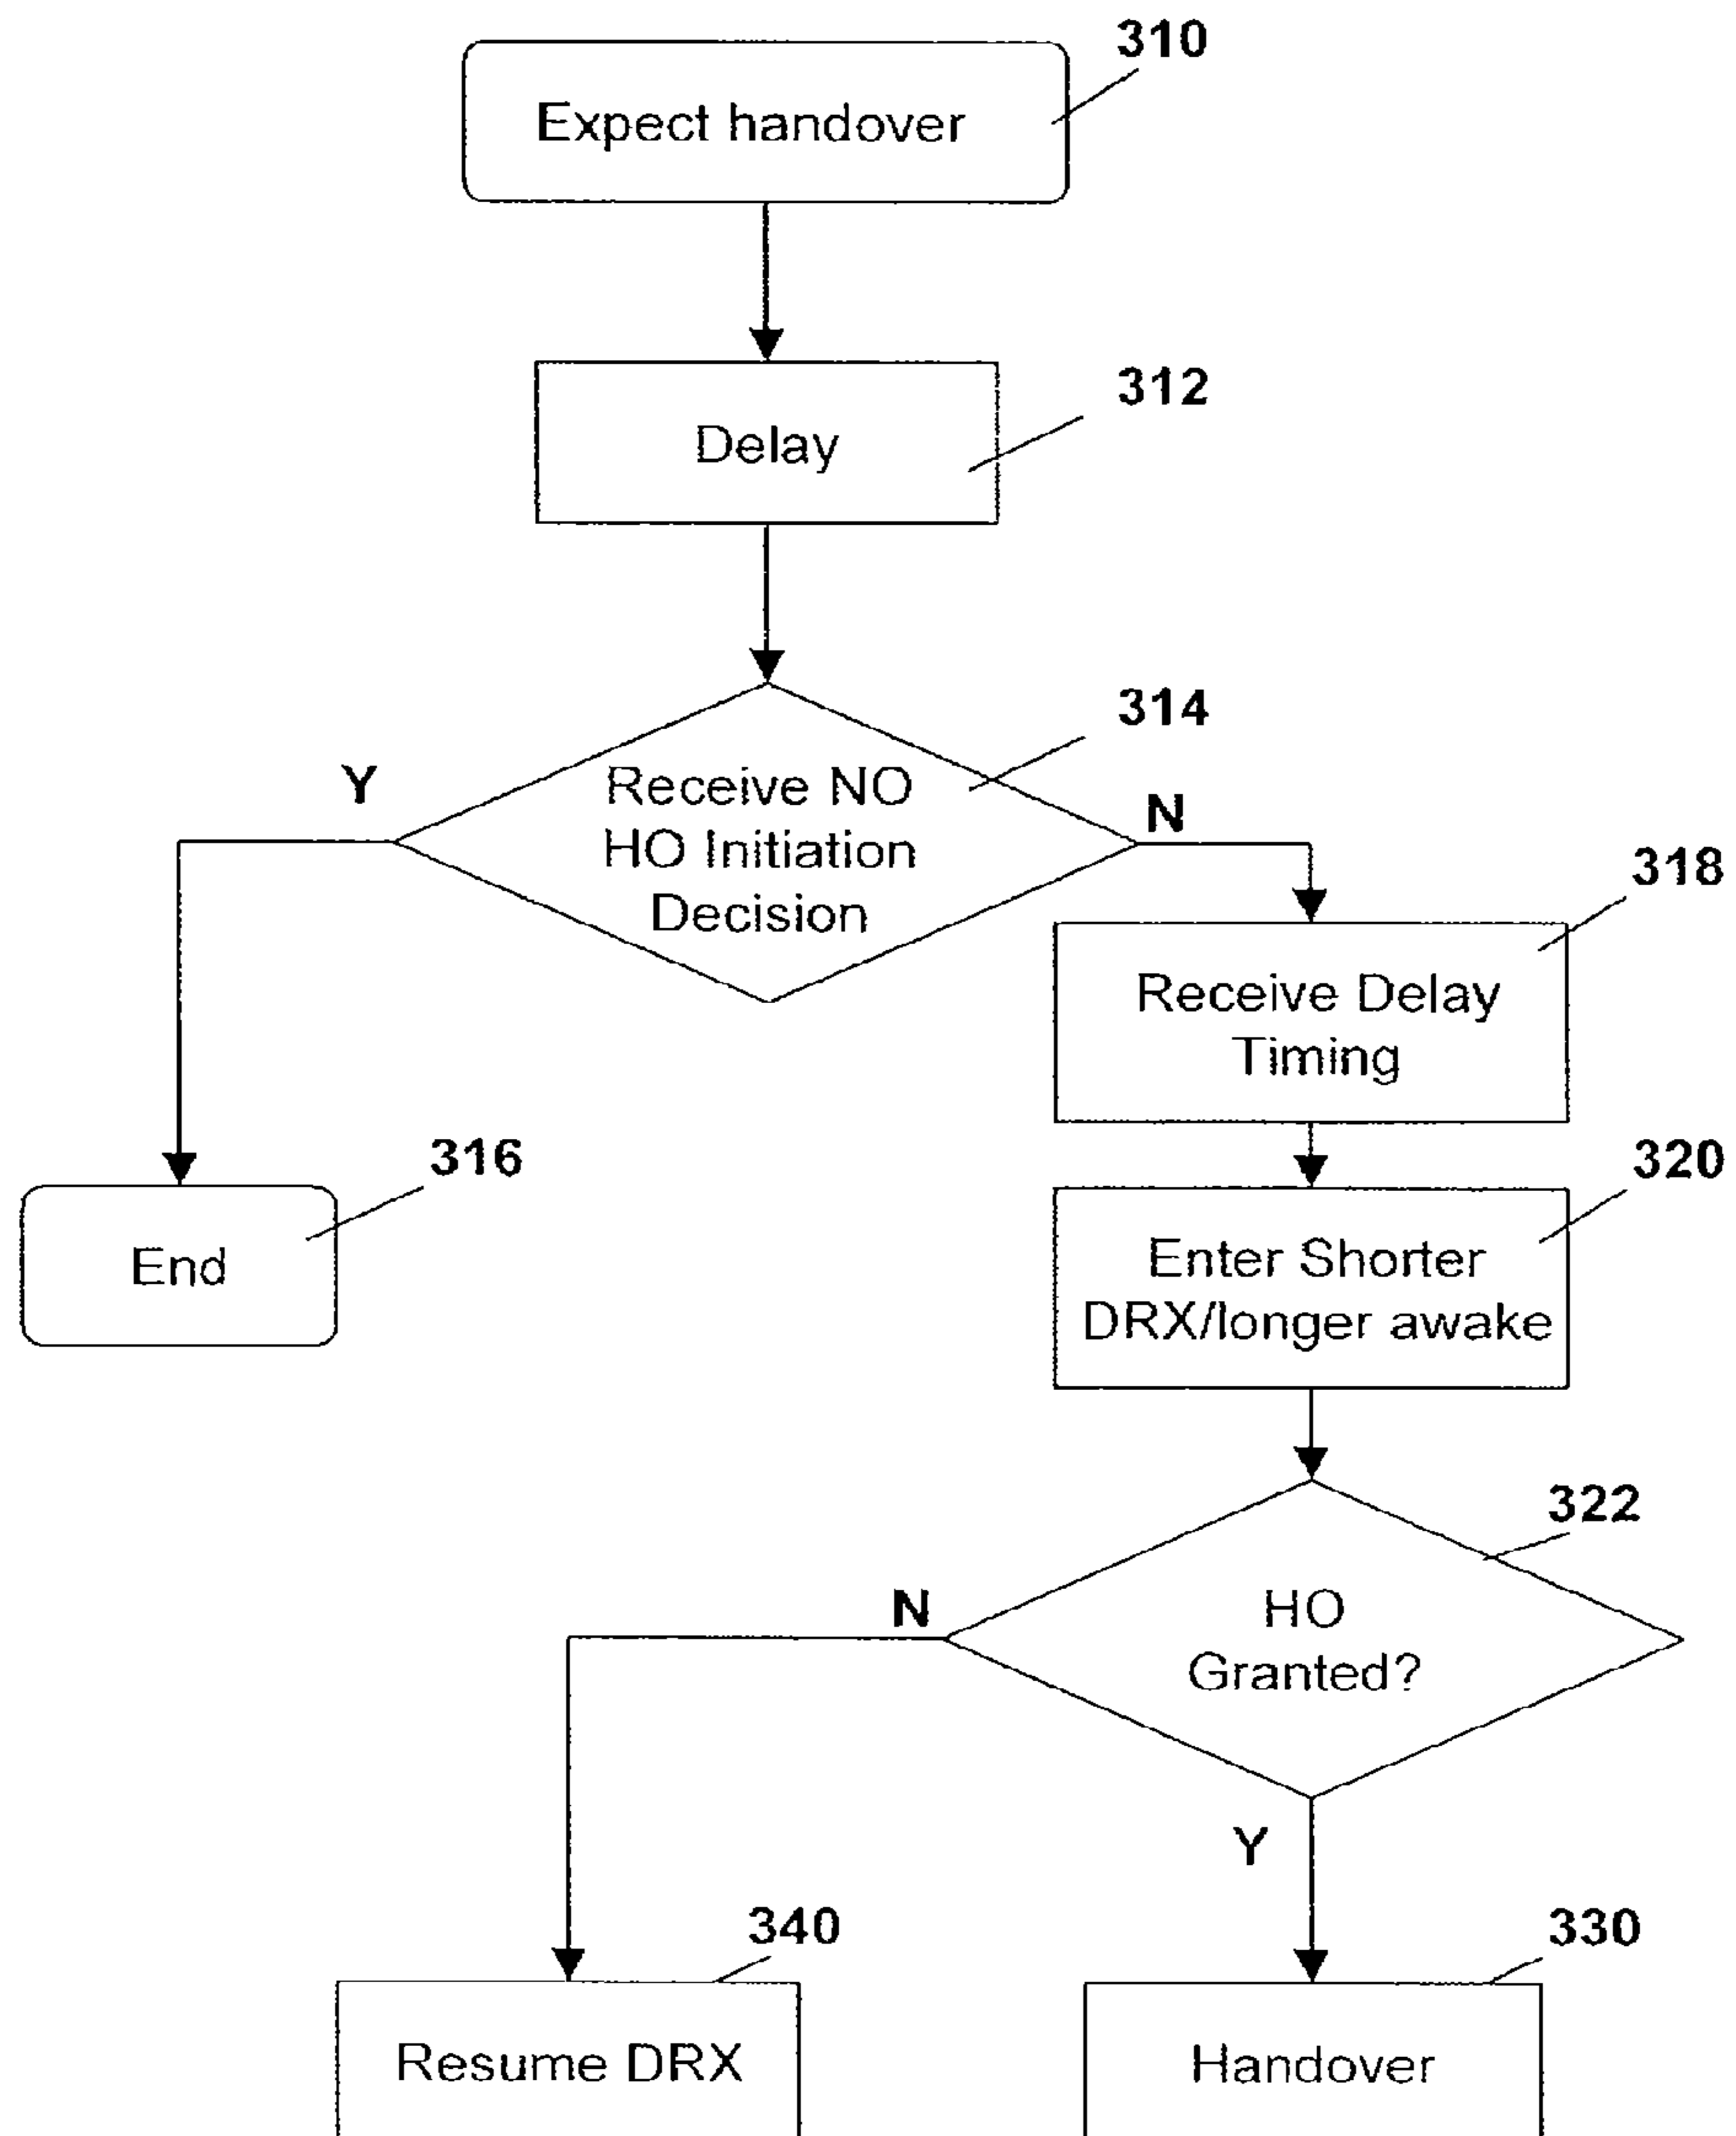 310
Expect handover
312
Delay
314
Y
Receive NO
HO Initiation
Decision
N
318
Receive Delay
Timing
316
End
320
Enter Shorter
DRX/longer awake
322
N
HO
Granted?
Y
340
Resume DRX
330
Handover